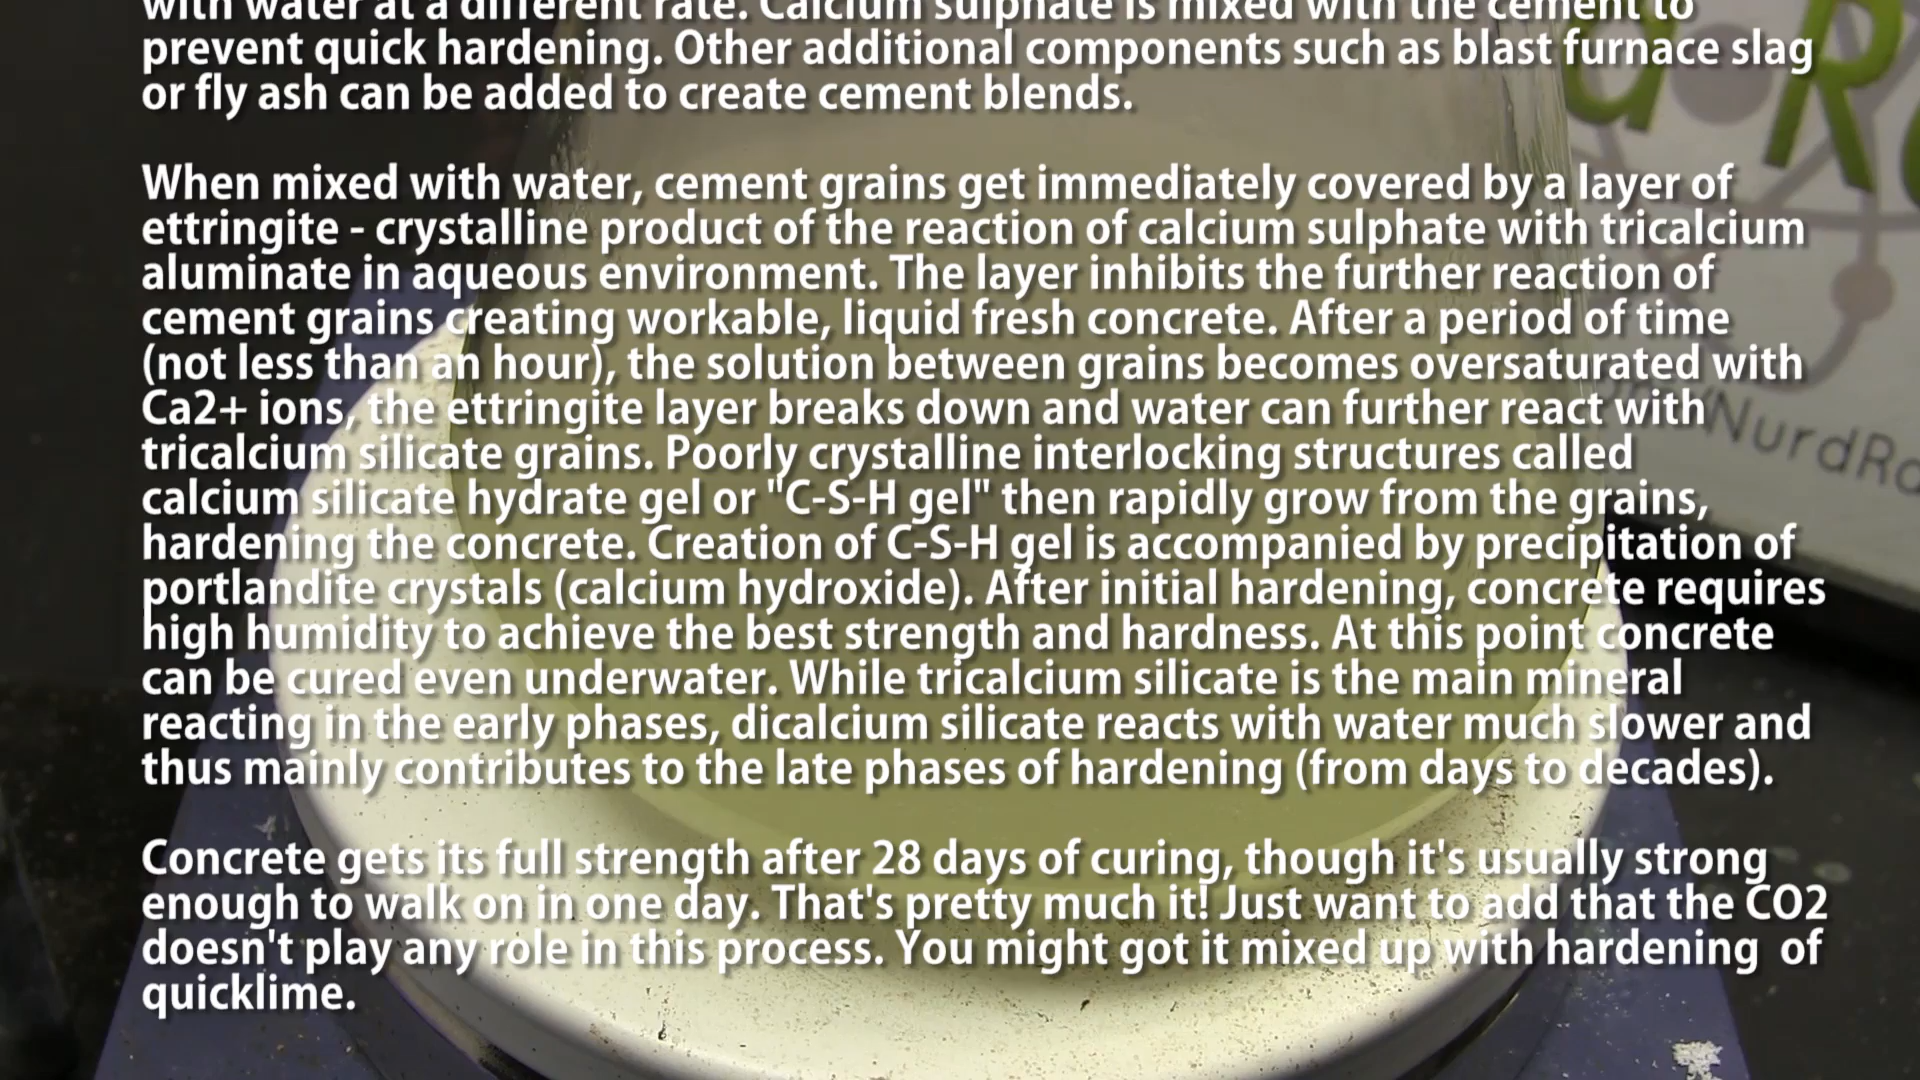 with water at a different rate. Calcium sulphate is mixed with the cement to
prevent quick hardening. Other additional components such as blast furnace slag
or fly ash can be added to create cement blends.
When mixed with water, cement grains get immediately covered by a layer of
ettringite - crystalline product of the reaction of calcium sulphate with tricalcium
aluminate in aqueous environment. The layer inhibits the further reaction of
cement grains creating workable, liquid fresh concrete. After a period of time
(not less than an hour), the solution between grains becomes oversaturated with
Ca2+ ions, the ettringite layer breaks down and water can further react with
tricalcium silicate grains. Poorly crystalline interlocking structures called
calcium silicate hydrate gel or "C-S-H gel" then rapidly grow from the grains,
hardening the concrete. Creation of C-S-H gel is accompanied by precipitation of
portlandite crystals (calcium hydroxide). After initial hardening, concrete requires
high humidity to achieve the best strength and hardness. At this point concrete
can be cured even underwater. While tricalcium silicate is the main mineral
reacting in the early phases, dicalcium silicate reacts with water much slower and
thus mainly contributes to the late phases of hardening (from days to decades).
Concrete gets its full strength after 28 days of curing, though it's usually strong
enough to walk on in one day. That's pretty much it! Just want to add that the CO2
doesn't play any role in this process. You might got it mixed up with hardening  of
quicklime.